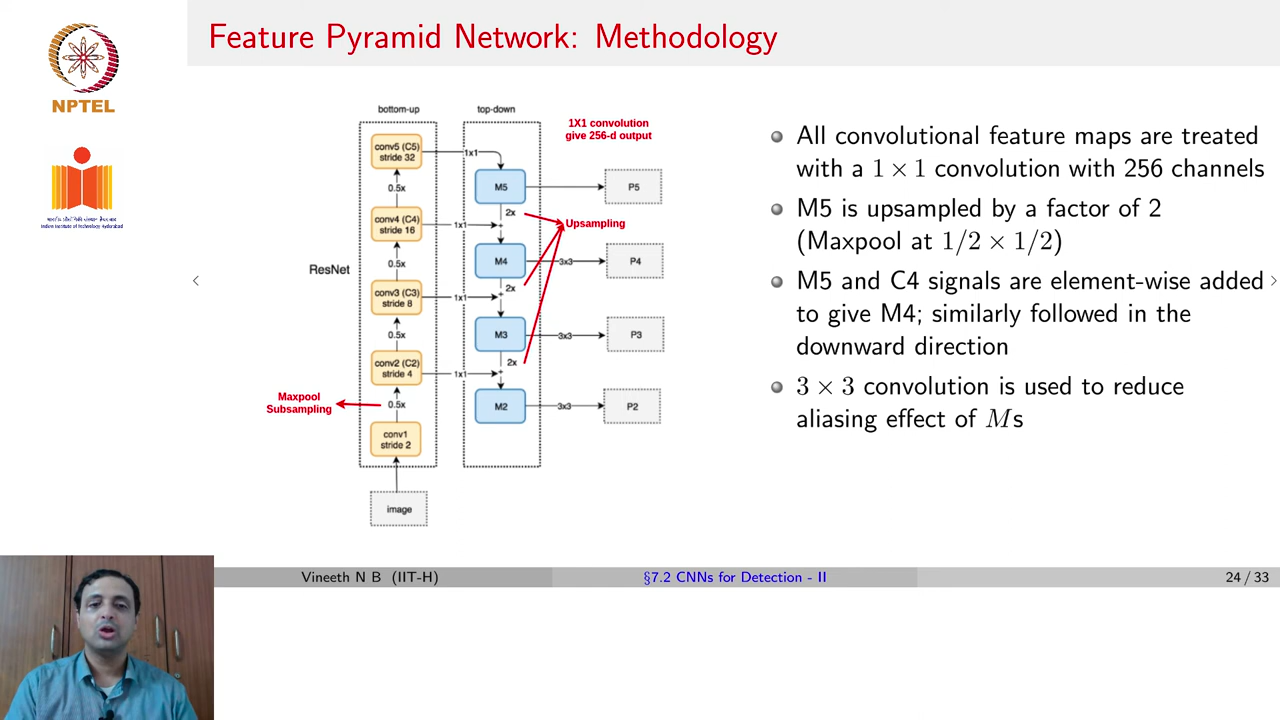 Feature Pyramid Network: Methodology
NPTEL
Indian Institute of Technology Hyderabad
bottom-up
top-down
1X1 convolution
give 256-d output
conv5 (C5)
stride 32
1x1
0.5x
M5
P5
2x
conv4 (C4)
stride 16
1x1
+
Upsampling
0.5x
ResNet
M4
3x3
P4
2x
conv3 (C3)
stride 8
1x1
+
0.5x
M3
3x3
P3
2x
conv2 (C2)
stride 4
1x1
+
Maxpool
Subsampling
0.5x
M2
3x3
P2
conv1
stride 2
image
All convolutional feature maps are treated
with a 1 × 1 convolution with 256 channels
M5 is upsampled by a factor of 2
(Maxpool at 1/2 × 1/2)
M5 and C4 signals are element-wise added
to give M4; similarly followed in the
downward direction
3 × 3 convolution is used to reduce
aliasing effect of Ms
Vineeth N B (IIT-H)
§7.2 CNNs for Detection - II
24 / 33